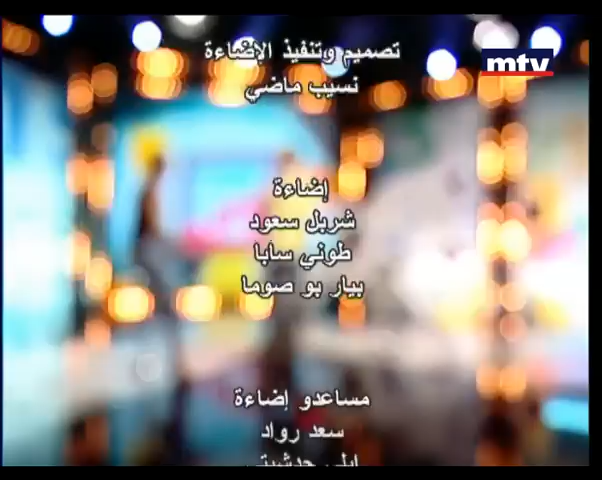 تصميم وتنفيذ الإضاءة
mtv
نسيب ماضي
إضاءة
شربل سعود
طوني سابا
بيار بو صوما
مساعدو إضاءة
سعد رواد